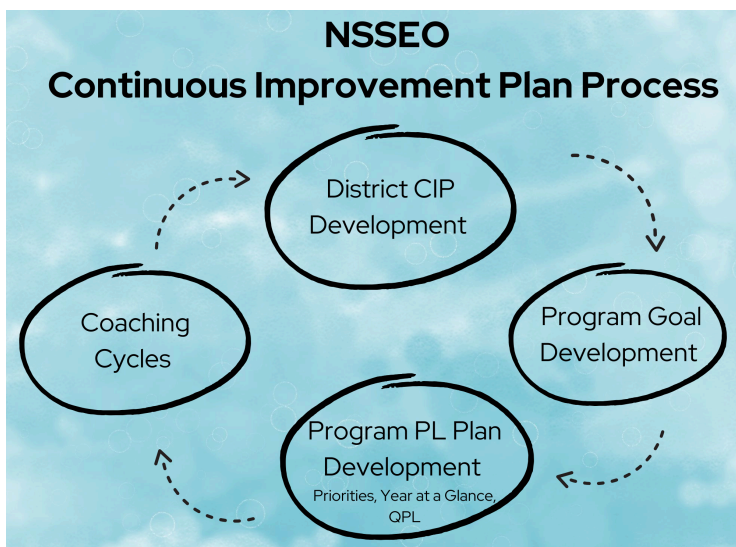 NSSEO
Continuous Improvement Plan Process
District CIP
Development
Program Goal
Development
Program PL Plan
Development
Priorities, Year at a Glance,
QPL
Coaching
Cycles